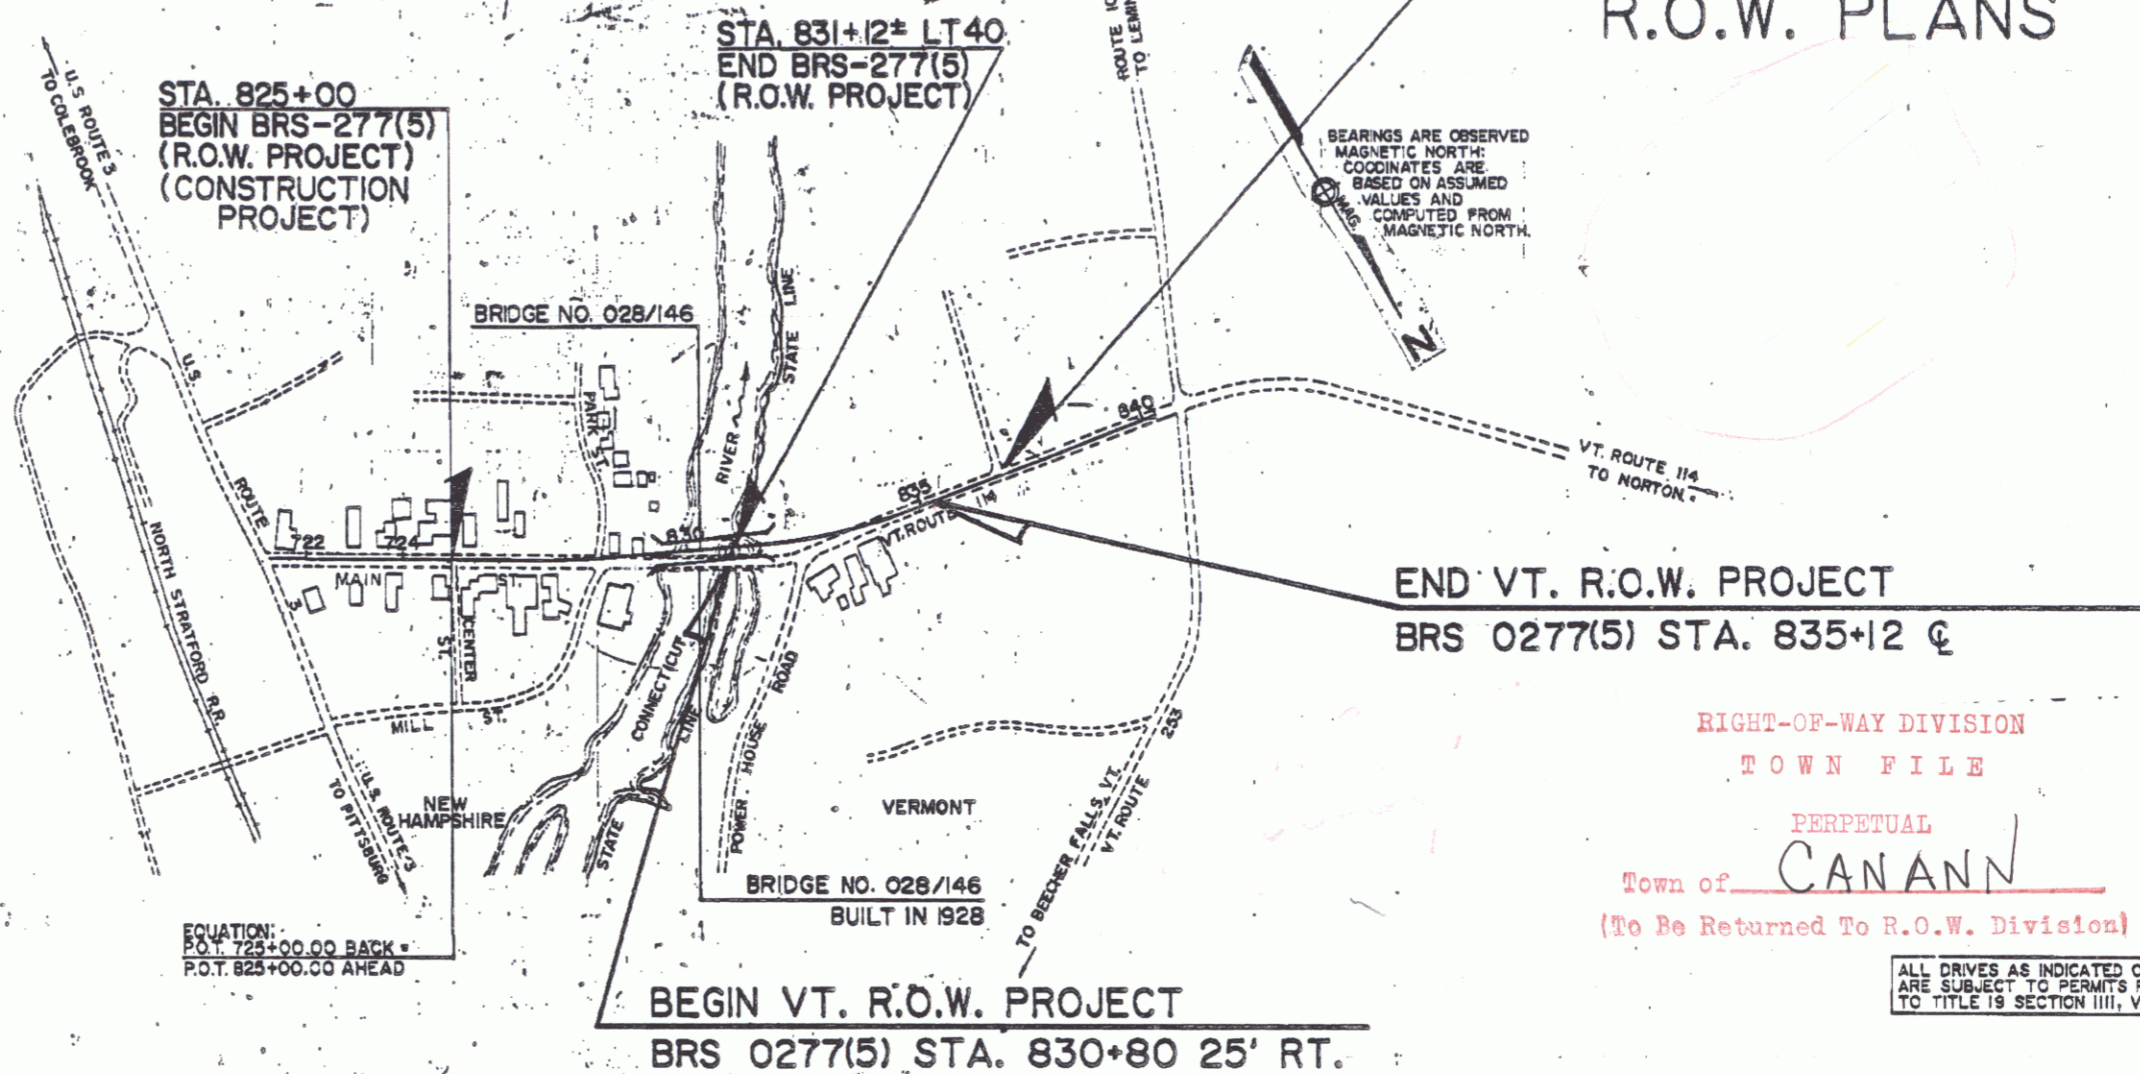 R.O.W. PLANS
STA. 831+12± LT40
END BRS-277(5)
(R.O.W. PROJECT)
STA. 825+00
BEGIN BRS-277(5)
(R.O.W. PROJECT)
(CONSTRUCTION
PROJECT)
U.S ROUTE 3
TO COLEBROOK
BEARINGS ARE OBSERVED
MAGNETIC NORTH:
COODINATES ARE
BASED ON ASSUMED
VALUES AND
COMPUTED FROM
MAGNETIC NORTH.
MAG.
N
BRIDGE NO. 028/146
STATE LINE
RIVER
PARK ST.
U.S.
ROUTE
3
722
724
830
835
840
VT. ROUTE 114
VT. ROUTE 114
TO NORTON
MAIN ST.
CENTER
ST.
NORTH STRATFORD R.R.
MILL ST.
CONNECTICUT
STATE LINE
POWER HOUSE ROAD
END VT. R.O.W. PROJECT
BRS 0277(5) STA. 835+12 ℄
RIGHT-OF-WAY DIVISION
TOWN FILE
PERPETUAL
Town of CANANN
(To Be Returned To R.O.W. Division)
NEW
HAMPSHIRE
VERMONT
U.S. ROUTE 3
TO PITTSBURG
253
VT. ROUTE
TO BEECHER FALLS VT.
BRIDGE NO. 028/146
BUILT IN 1928
EQUATION:
P.O.T. 725+00.00 BACK =
P.O.T. 825+00.00 AHEAD
ALL DRIVES AS INDICATED
ARE SUBJECT TO PERMITS
TO TITLE 19 SECTION 1111,
BEGIN VT. R.O.W. PROJECT
BRS 0277(5) STA. 830+80 25' RT.